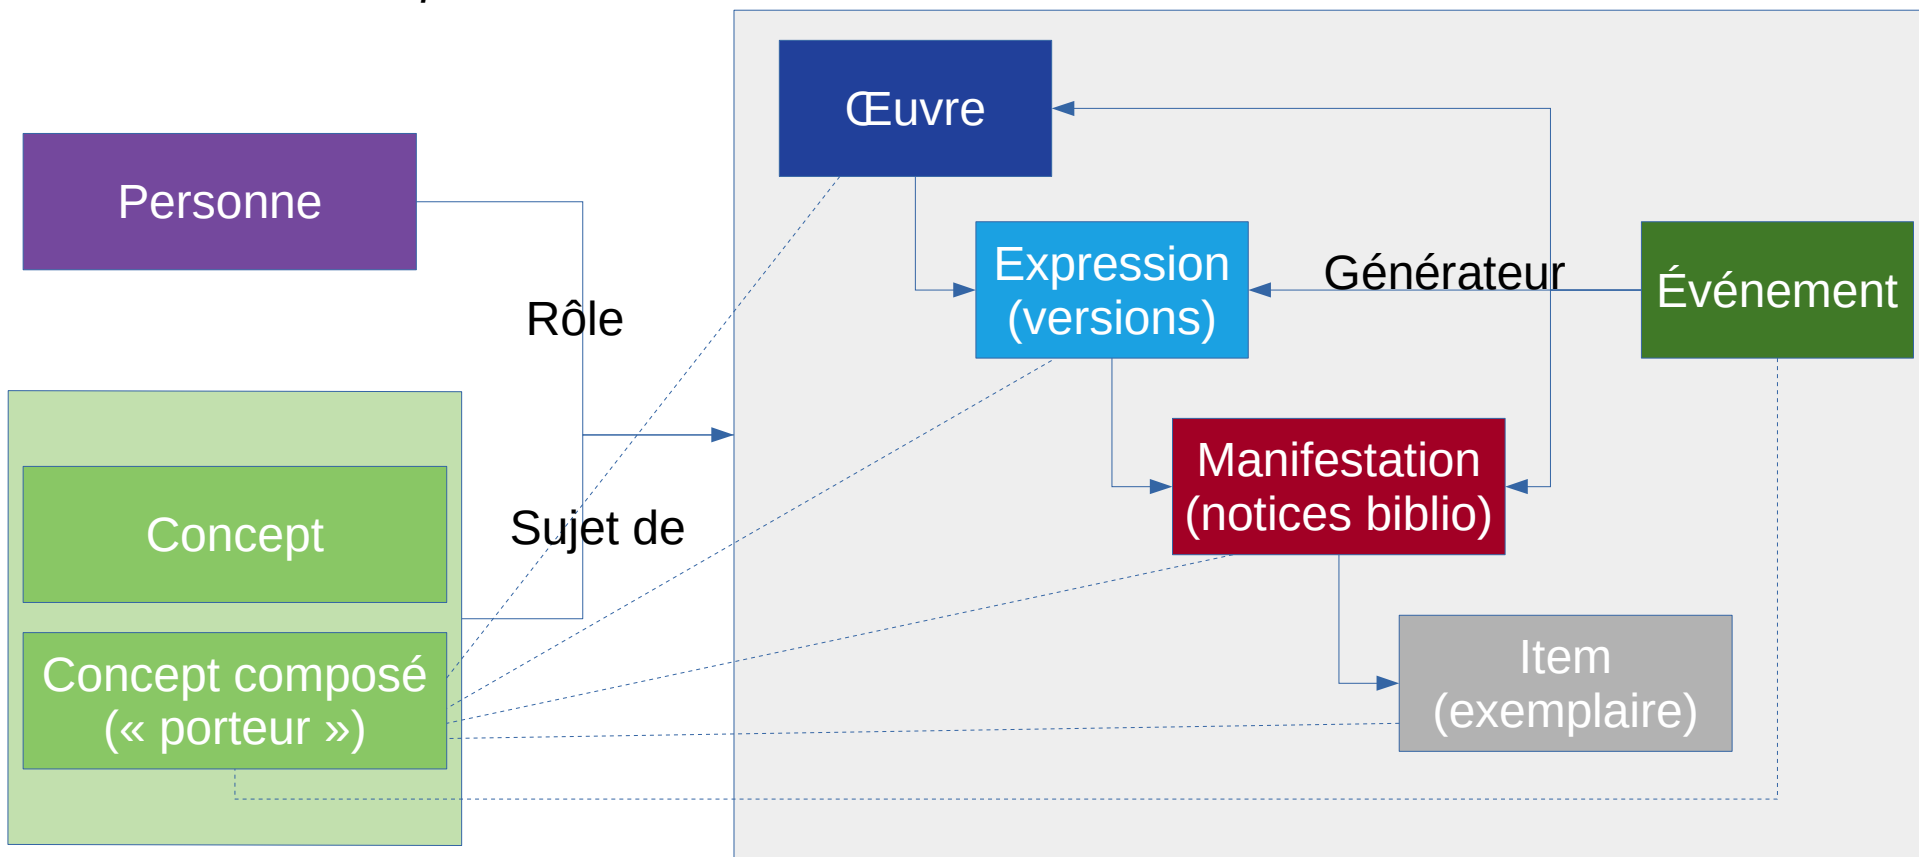 Œuvre
Personne
Expression
(versions)
Générateur
Événement
Rôle
Manifestation
(notices biblio)
Concept
Sujet de
Concept composé
(« porteur »)
Item
(exemplaire)